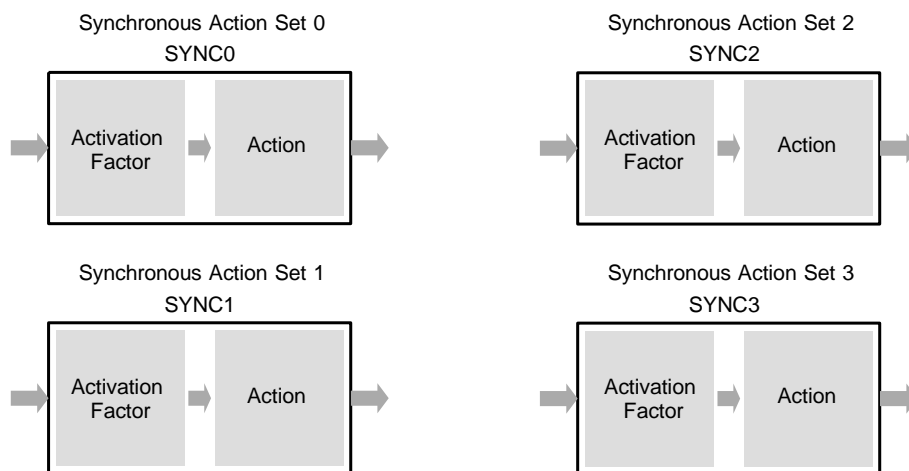 Synchronous Action Set 0
SYNC0
Activation
Factor
Action
Synchronous Action Set 2
SYNC2
Activation
Factor
Action
Synchronous Action Set 1
SYNC1
Activation
Factor
Action
Synchronous Action Set 3
SYNC3
Activation
Factor
Action